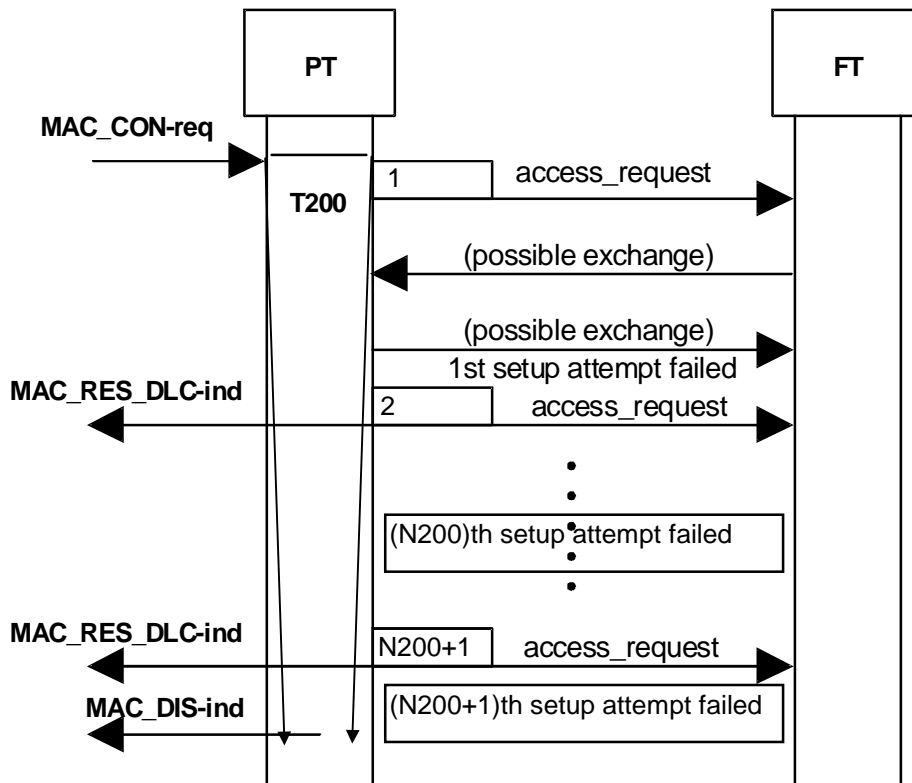 PT
FT
MAC_CON-req
T200
1
access_request
(possible exchange)
(possible exchange)
1st setup attempt failed
MAC_RES_DLC-ind
2
access_request
(N200)th setup attempt failed
MAC_RES_DLC-ind
N200+1
access_request
MAC_DIS-ind
(N200+1)th setup attempt failed